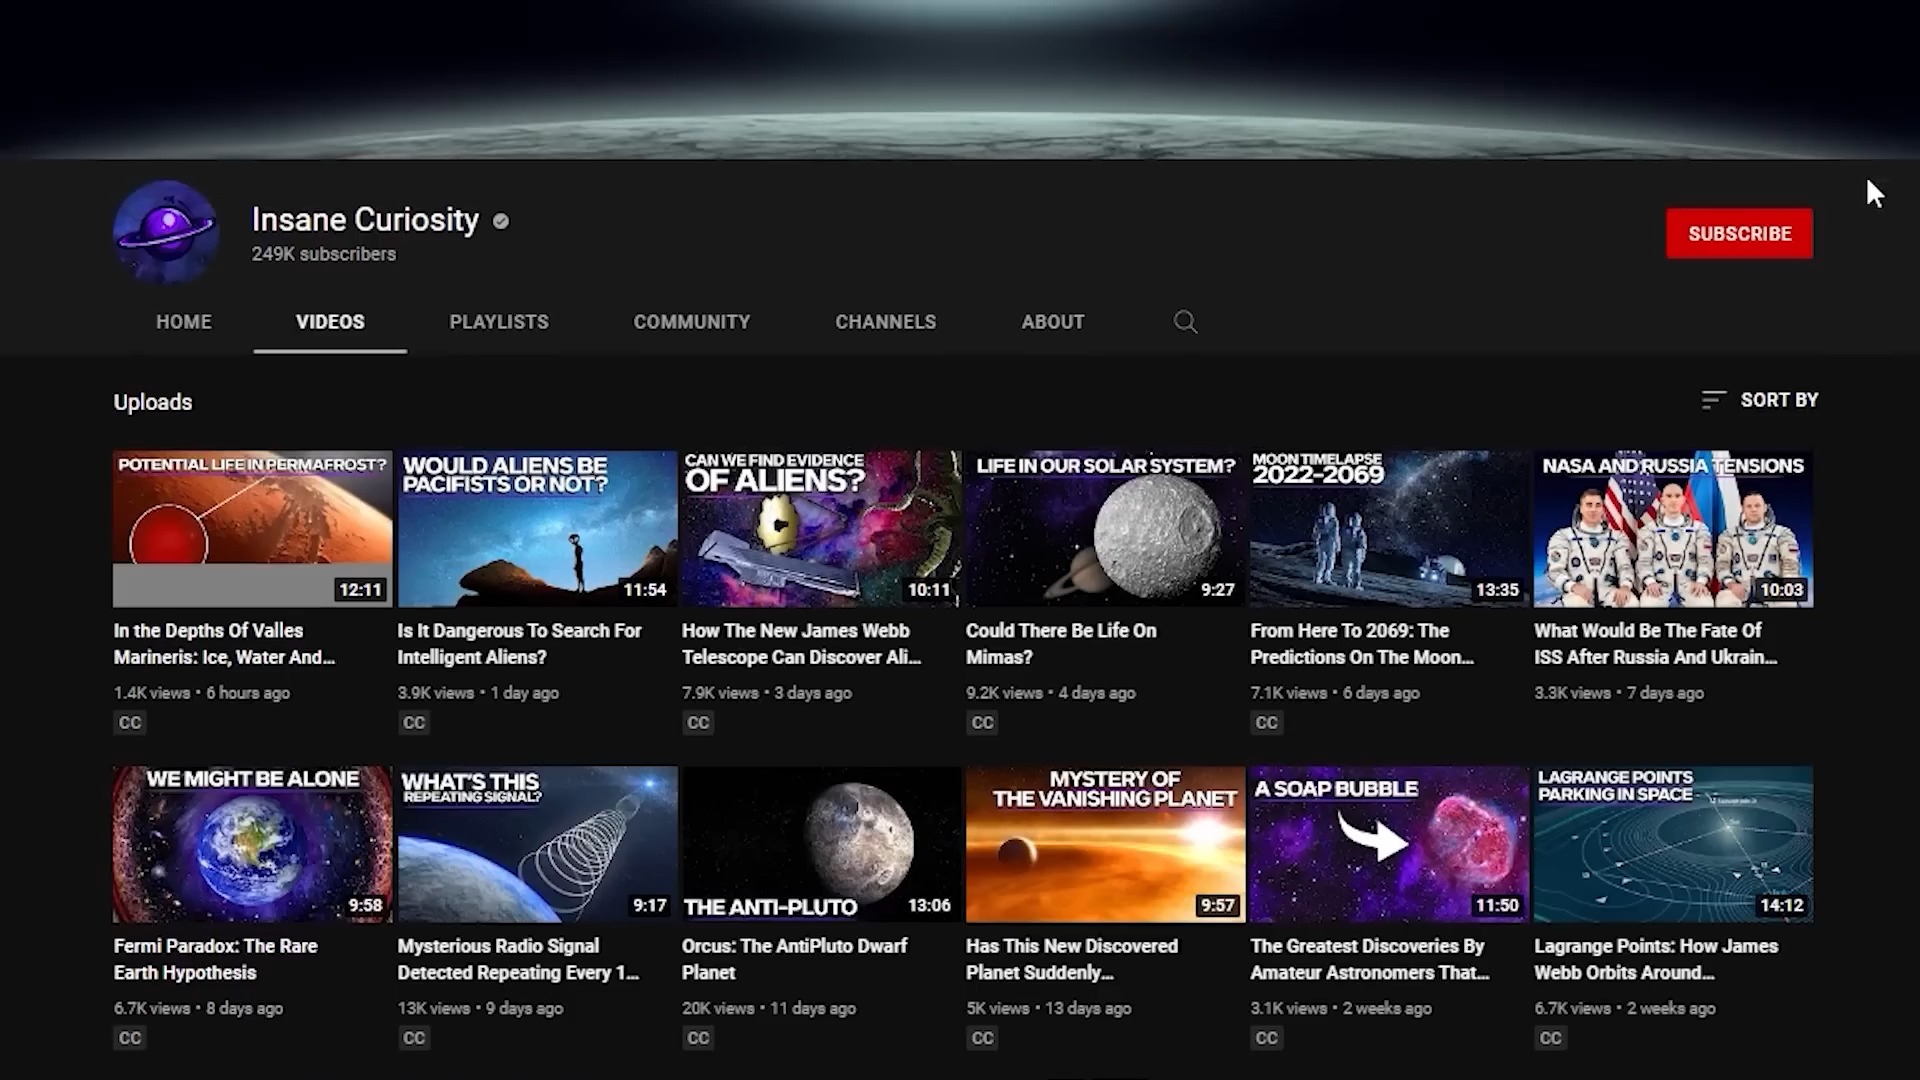 Insane Curiosity
249K subscribers
SUBSCRIBE
HOME VIDEOS PLAYLISTS COMMUNITY CHANNELS ABOUT
Uploads
SORT BY
POTENTIAL LIFE IN PERMAFROST?
12:11
In the Depths Of Valles
Marineris: Ice, Water And...
1.4K views • 6 hours ago
CC
WOULD ALIENS BE
PACIFISTS OR NOT?
11:54
Is It Dangerous To Search For
Intelligent Aliens?
3.9K views • 1 day ago
CC
CAN WE FIND EVIDENCE
OF ALIENS?
10:11
How The New James Webb
Telescope Can Discover Ali...
7.9K views • 3 days ago
CC
LIFE IN OUR SOLAR SYSTEM?
9:27
Could There Be Life On
Mimas?
9.2K views • 4 days ago
CC
MOON TIMELAPSE
2022-2069
13:35
From Here To 2069: The
Predictions On The Moon...
7.1K views • 6 days ago
CC
NASA AND RUSSIA TENSIONS
10:03
What Would Be The Fate Of
ISS After Russia And Ukrain...
3.3K views • 7 days ago
WE MIGHT BE ALONE
9:58
Fermi Paradox: The Rare
Earth Hypothesis
6.7K views • 8 days ago
CC
WHAT'S THIS
REPEATING SIGNAL?
9:17
Mysterious Radio Signal
Detected Repeating Every 1...
13K views • 9 days ago
CC
THE ANTI-PLUTO
13:06
Orcus: The AntiPluto Dwarf
Planet
20K views • 11 days ago
CC
MYSTERY OF
THE VANISHING PLANET
9:57
Has This New Discovered
Planet Suddenly...
5K views • 13 days ago
CC
A SOAP BUBBLE
11:50
The Greatest Discoveries By
Amateur Astronomers That...
3.1K views • 2 weeks ago
CC
LAGRANGE POINTS
PARKING IN SPACE
14:12
Lagrange Points: How James
Webb Orbits Around...
6.7K views • 2 weeks ago
CC